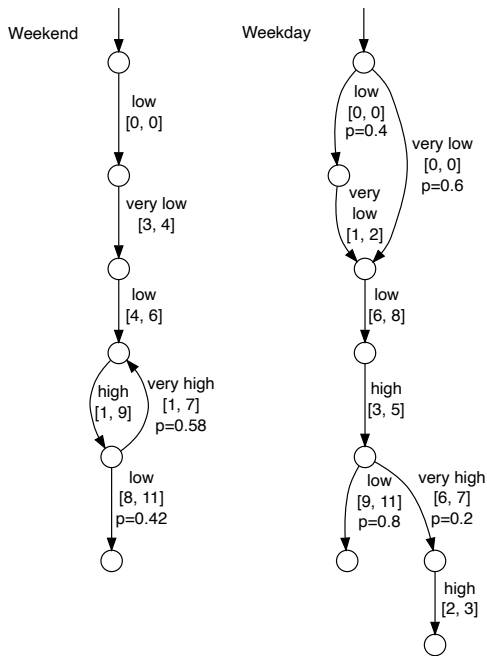 Weekend
low
[0, 0]
very low
[3, 4]
low
[4, 6]
high
[1, 9]
very high
[1, 7]
p=0.58
low
[8, 11]
p=0.42
Weekday
low
[0, 0]
p=0.4
very low
[0, 0]
p=0.6
very
low
[1, 2]
low
[6, 8]
high
[3, 5]
low
[9, 11]
p=0.8
very high
[6, 7]
p=0.2
high
[2, 3]